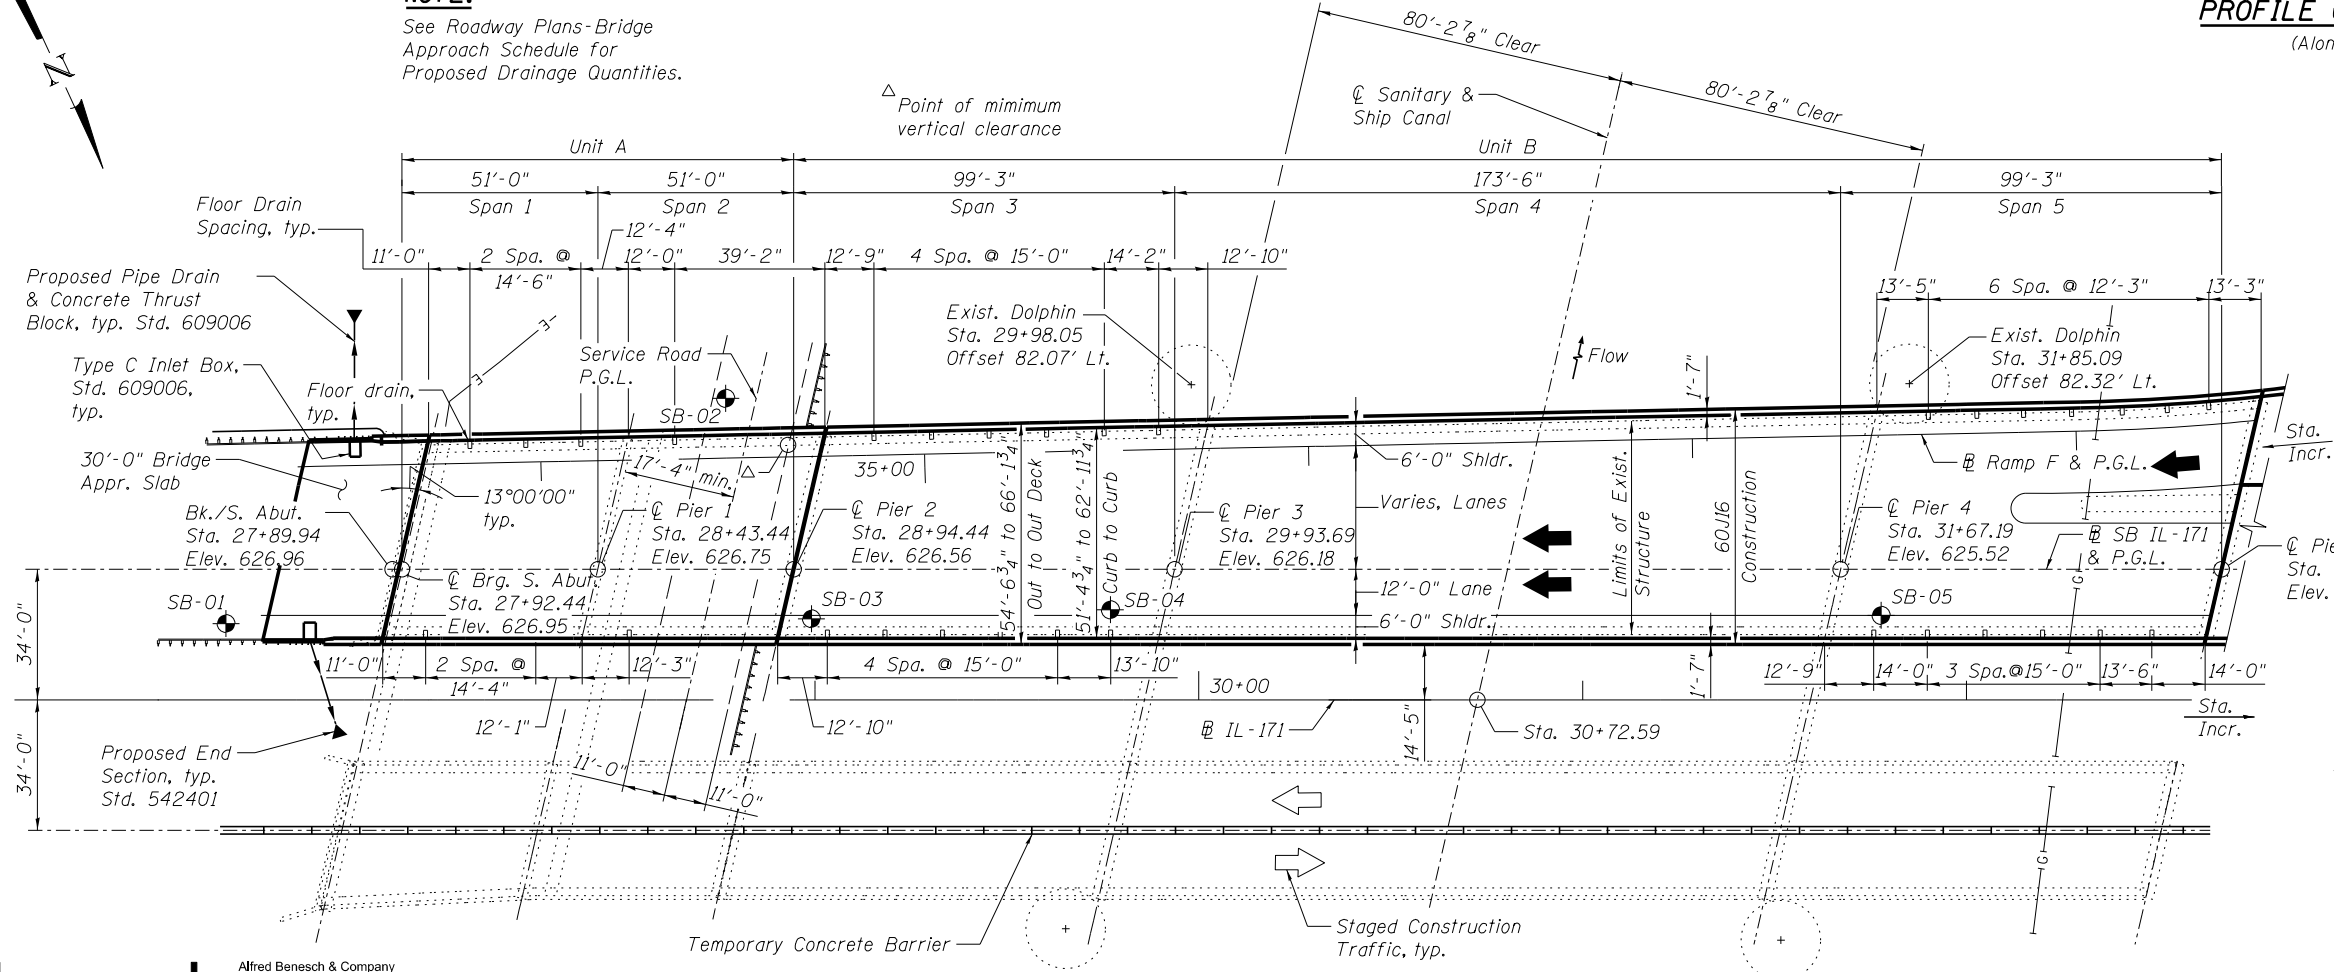 NOTE:
See Roadway Plans-Bridge
Approach Schedule for
Proposed Drainage Quantities.
PROFILE
(Alon
N
△ Point of mimimum
vertical clearance
80'-2 7/8" Clear
80'-2 7/8" Clear
℄ Sanitary &
Ship Canal
Unit A
Unit B
51'-0"
51'-0"
99'-3"
173'-6"
99'-3"
Span 1
Span 2
Span 3
Span 4
Span 5
Floor Drain
Spacing, typ.
11'-0"
2 Spa. @
14'-6"
12'-4"
12'-0"
39'-2"
12'-9"
4 Spa. @ 15'-0"
14'-2"
12'-10"
13'-5"
6 Spa. @ 12'-3"
13'-3"
Proposed Pipe Drain
& Concrete Thrust
Block, typ. Std. 609006
Type C Inlet Box,
Std. 609006,
typ.
Floor drain,
typ.
E
E
Service Road
P.G.L.
SB-02
Exist. Dolphin
Sta. 29+98.05
Offset 82.07' Lt.
Flow
1'-7"
Exist. Dolphin
Sta. 31+85.09
Offset 82.32' Lt.
30'-0" Bridge
Appr. Slab
13°00'00"
typ.
17'-4" min.
△
35+00
Bk./S. Abut.
Sta. 27+89.94
Elev. 626.96
℄ Pier 1
Sta. 28+43.44
Elev. 626.75
℄ Pier 2
Sta. 28+94.44
Elev. 626.56
54'-6 3/4" to 66'-1 3/4"
Out to Out Deck
51'-4 3/4" to 62'-11 3/4"
Curb to Curb
℄ Pier 3
Sta. 29+93.69
Elev. 626.18
6'-0" Shldr.
Varies, Lanes
12'-0" Lane
6'-0" Shldr.
Limits of Exist.
Structure
60J16
Construction
℄ Pier 4
Sta. 31+67.19
Elev. 625.52
Ramp F & P.G.L.
Sta.
Incr.
SB IL-171
& P.G.L.
℄ Pie
Sta.
Elev.
SB-01
℄ Brg. S. Abut.
Sta. 27+92.44
Elev. 626.95
SB-03
SB-04
SB-05
G
34'-0"
34'-0"
11'-0"
2 Spa. @
14'-4"
12'-3"
12'-1"
4 Spa. @ 15'-0"
13'-10"
12'-10"
30+00
IL-171
14'-5"
Sta. 30+72.59
1'-7"
12'-9"
14'-0"
3 Spa.@15'-0"
13'-6"
14'-0"
Sta.
Incr.
Proposed End
Section, typ.
Std. 542401
11'-0"
11'-0"
G
Temporary Concrete Barrier
Staged Construction
Traffic, typ.
Alfred Benesch & Company